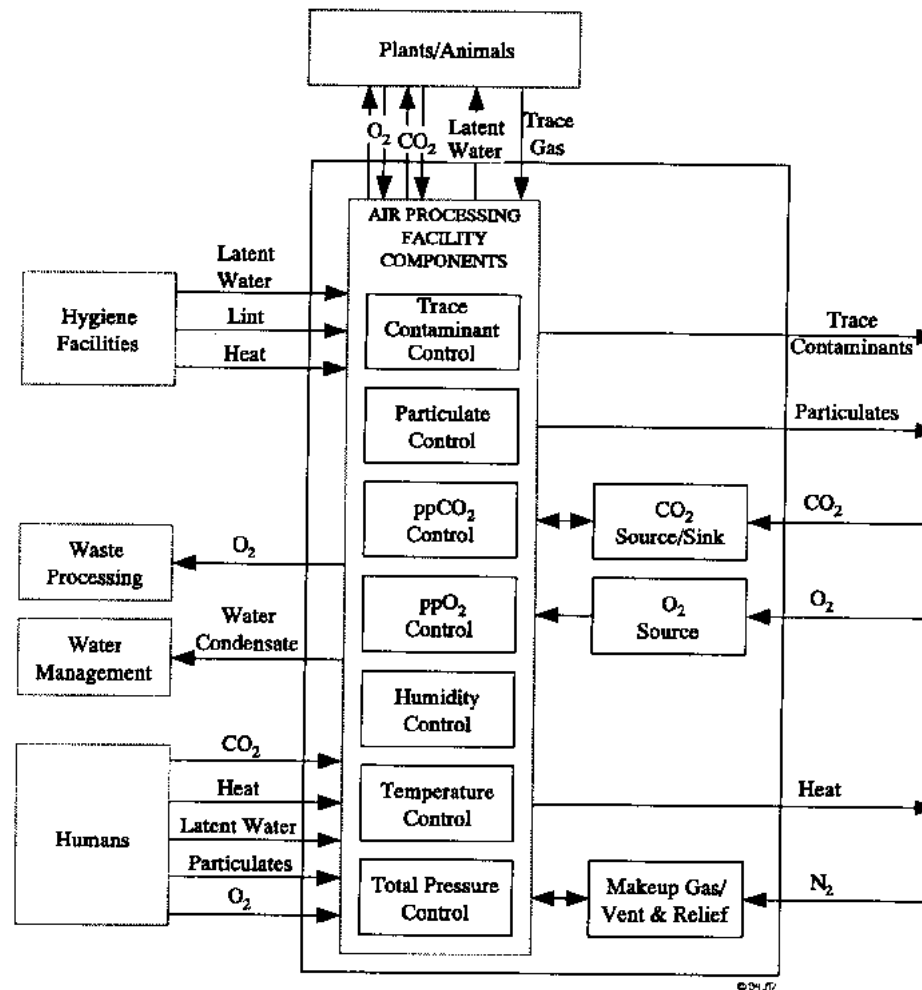 Plants/Animals
O₂
CO₂
Latent
Water
Trace
Gas
AIR PROCESSING
FACILITY
COMPONENTS
Latent
Water
Lint
Heat
Hygiene
Facilities
Trace
Contaminant
Control
Trace
Contaminants
Particulate
Control
Particulates
ppCO₂
Control
CO₂
Source/Sink
CO₂
Waste
Processing
O₂
ppO₂
Control
O₂
Source
O₂
Water
Management
Water
Condensate
Humidity
Control
Humans
CO₂
Heat
Latent Water
Particulates
O₂
Temperature
Control
Heat
Total Pressure
Control
Makeup Gas/
Vent & Relief
N₂